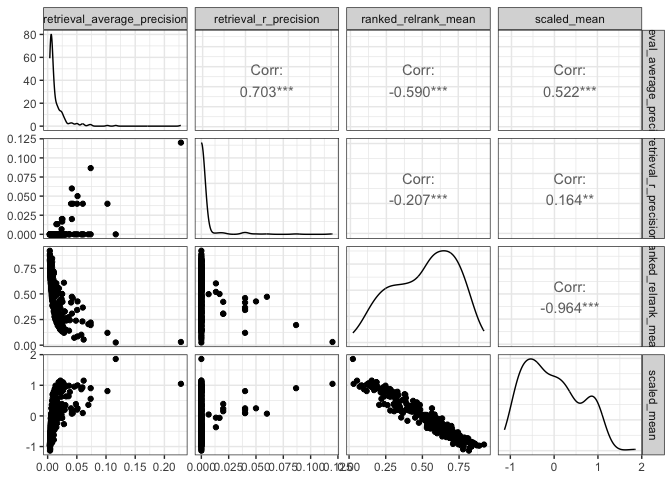 retrieval_average_precision
retrieval_r_precision
ranked_relrank_mean
scaled_mean
80
60
40
20
0
Corr:
0.703***
Corr:
-0.590***
Corr:
0.522***
0.125
0.100
0.075
0.050
0.025
0.000
Corr:
-0.207***
Corr:
0.164**
0.75
0.50
0.25
0.00
Corr:
-0.964***
2
1
0
-1
scaled_mean
0.00 0.05 0.10 0.15 0.20
0.000 0.025 0.050 0.075 0.100
0.25 0.50 0.75
-1 0 1 2